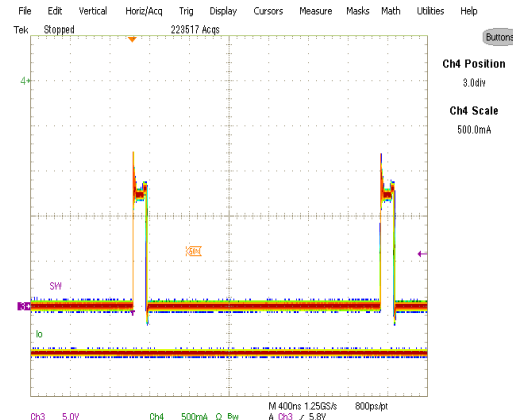 File Edit Vertical Horiz/Acq Trig Display Cursors Measure Masks Math Utilities Help
Tek Stopped 223517 Acqs
Buttons
Ch4 Position
3.0div
Ch4 Scale
500.0mA
4
SW
3
Io
Ch3 5.0V Ch4 500mA Ω Bw
M 400ns 1.25GS/s 800ps/pt
A Ch3 / 5.8V